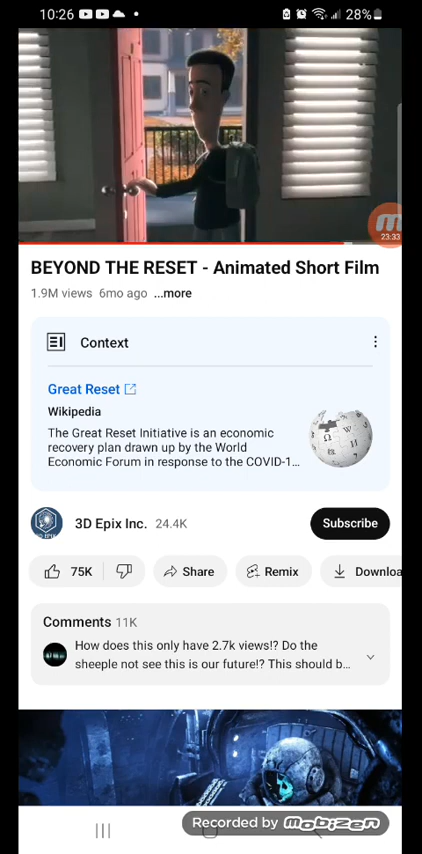 10:26
28%
23:33
BEYOND THE RESET - Animated Short Film
1.9M views 6mo ago ...more
Context
Great Reset
Wikipedia
The Great Reset Initiative is an economic
recovery plan drawn up by the World
Economic Forum in response to the COVID-1...
3D Epix Inc. 24.4K
Subscribe
75K
Share
Remix
Downloa
Comments 11K
How does this only have 2.7k views!? Do the
sheeple not see this is our future!? This should b...
Recorded by mobizen